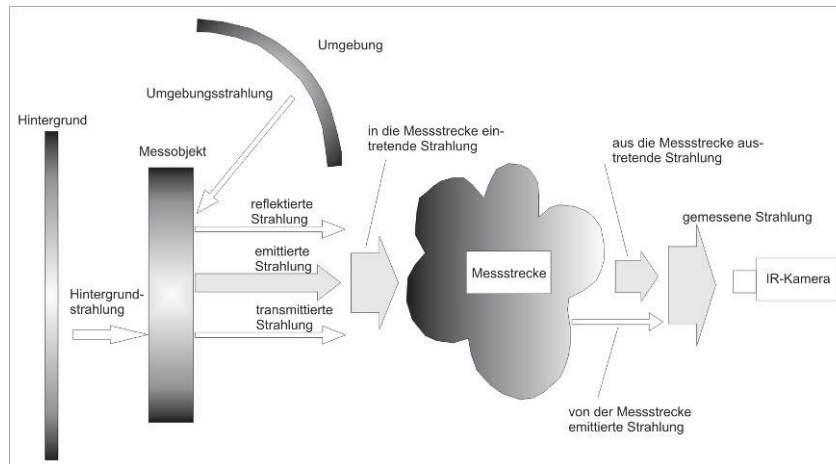 Umgebung
Umgebungsstrahlung
Hintergrund
Messobjekt
in die Messstrecke ein-
tretende Strahlung
aus die Messstrecke aus-
tretende Strahlung
reflektierte
Strahlung
gemessene Strahlung
emittierte
Strahlung
Messstrecke
IR-Kamera
Hintergrund-
strahlung
transmittierte
Strahlung
von der Messstrecke
emittierte Strahlung